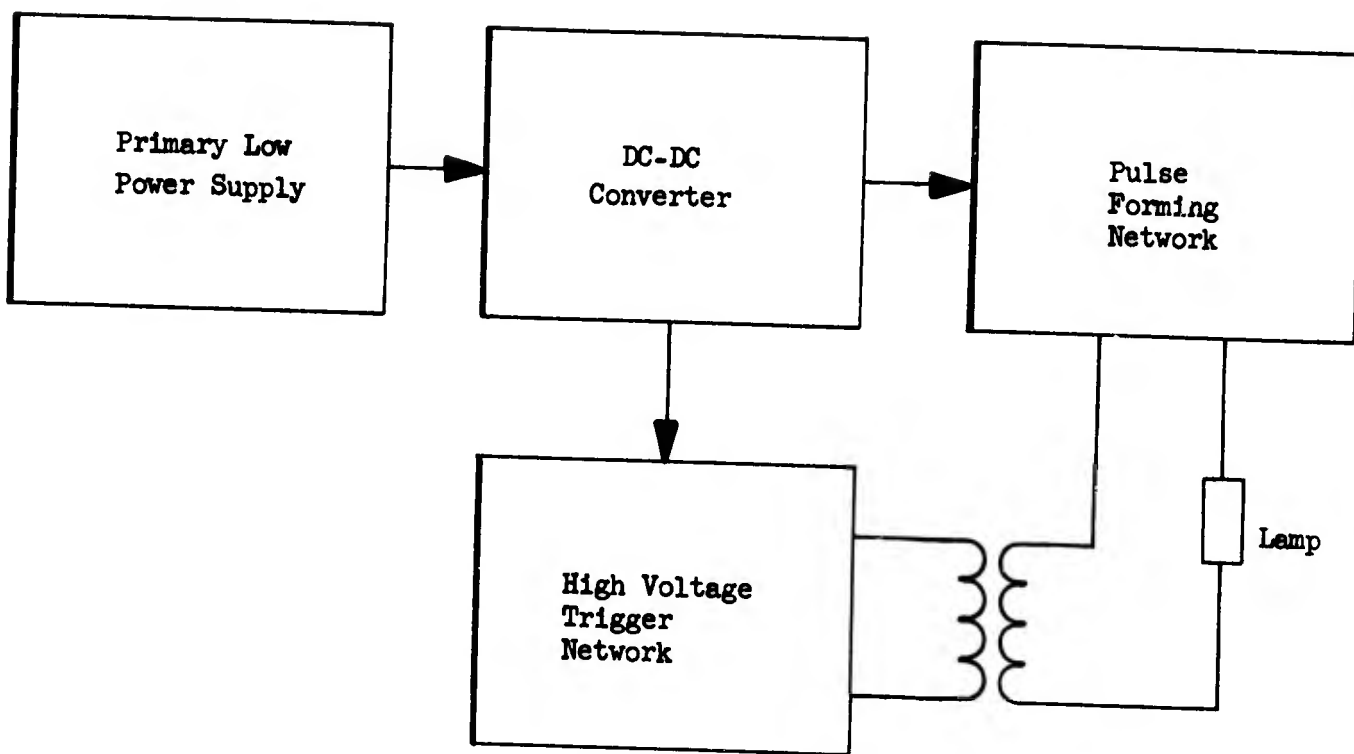 Primary Low
Power Supply
DC-DC
Converter
Pulse
Forming
Network
High Voltage
Trigger
Network
Lamp